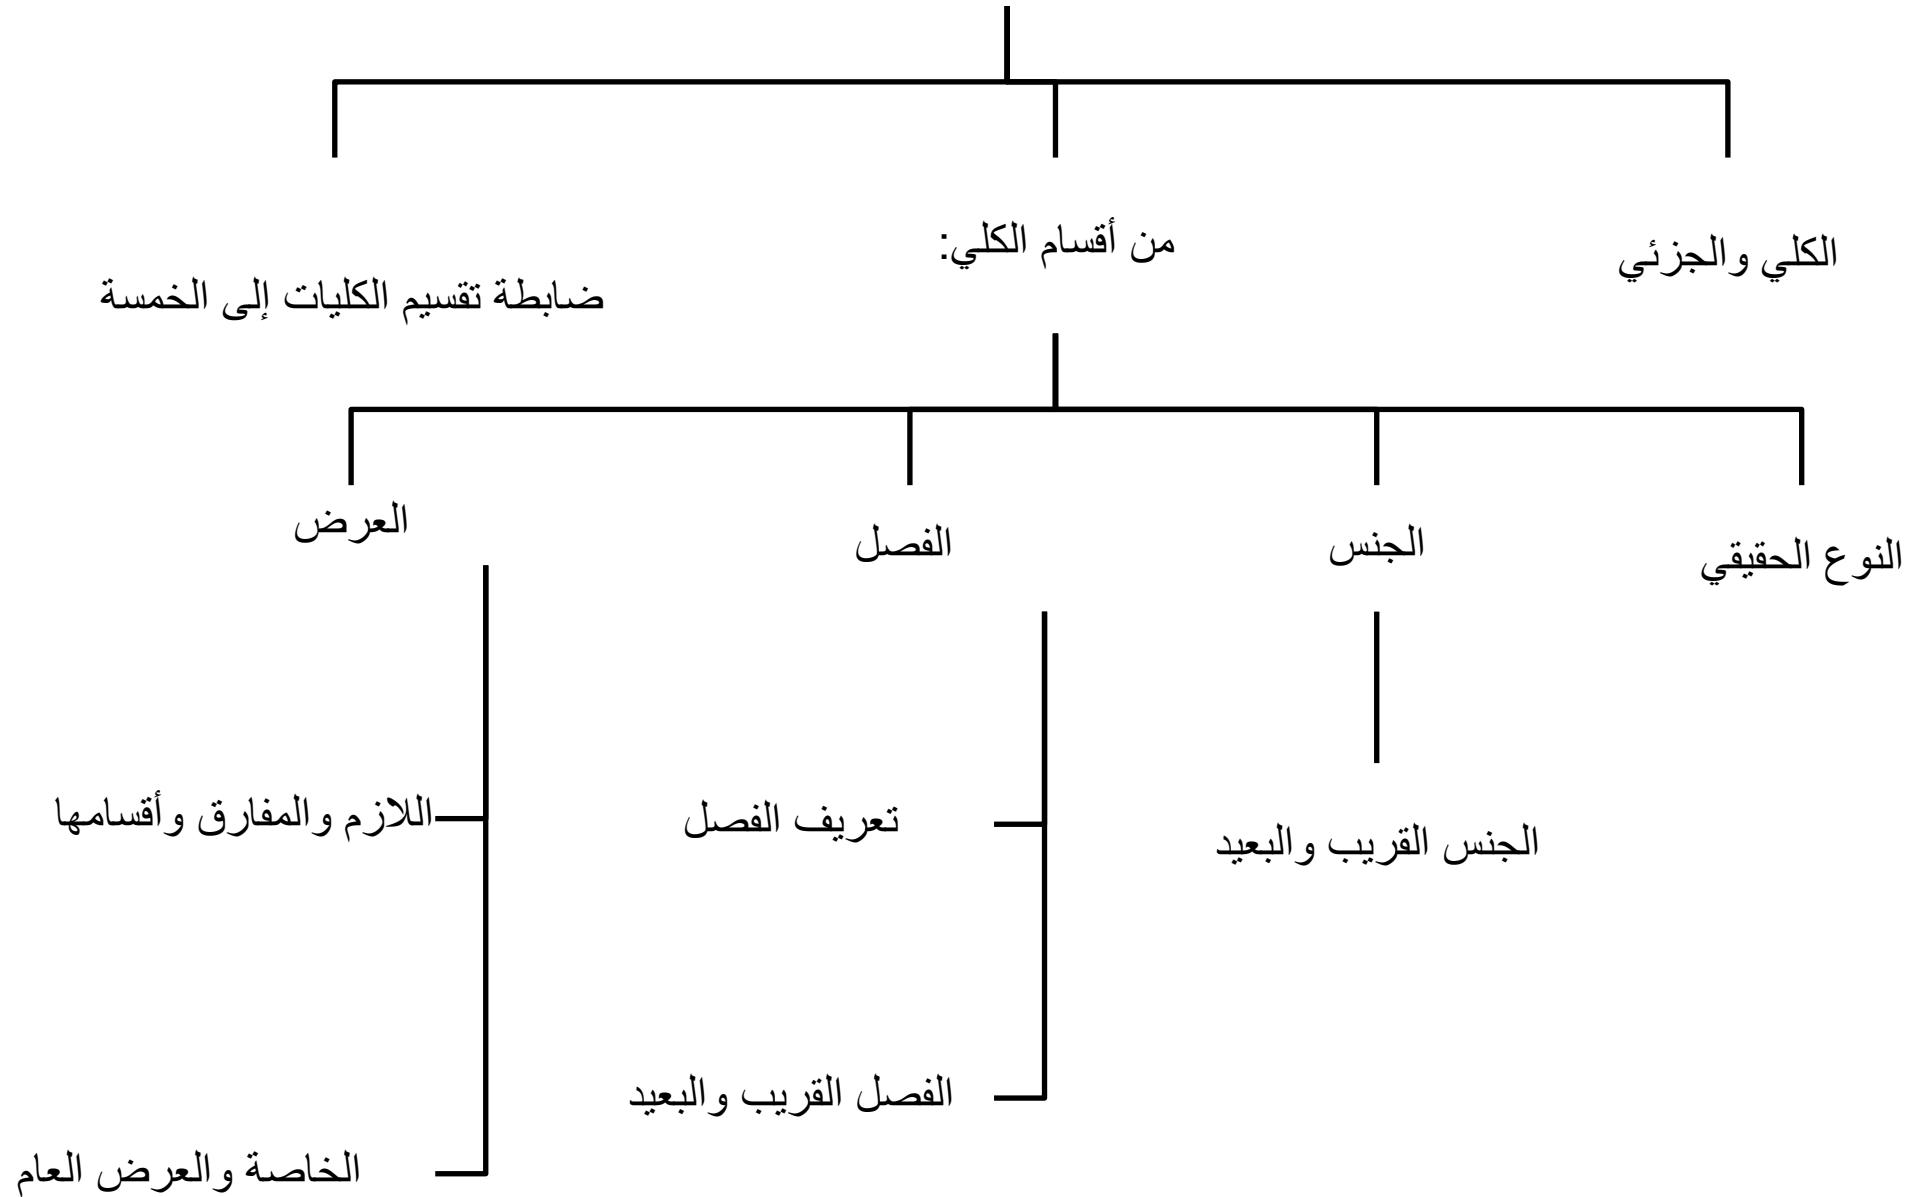 الكلي والجزئي
من أقسام الكلي:
ضابطة تقسيم الكليات إلى الخمسة
النوع الحقيقي
الجنس
الفصل
العرض
الجنس القريب والبعيد
تعريف الفصل
اللازم والمفارق وأقسامها
الفصل القريب والبعيد
الخاصة والعرض العام